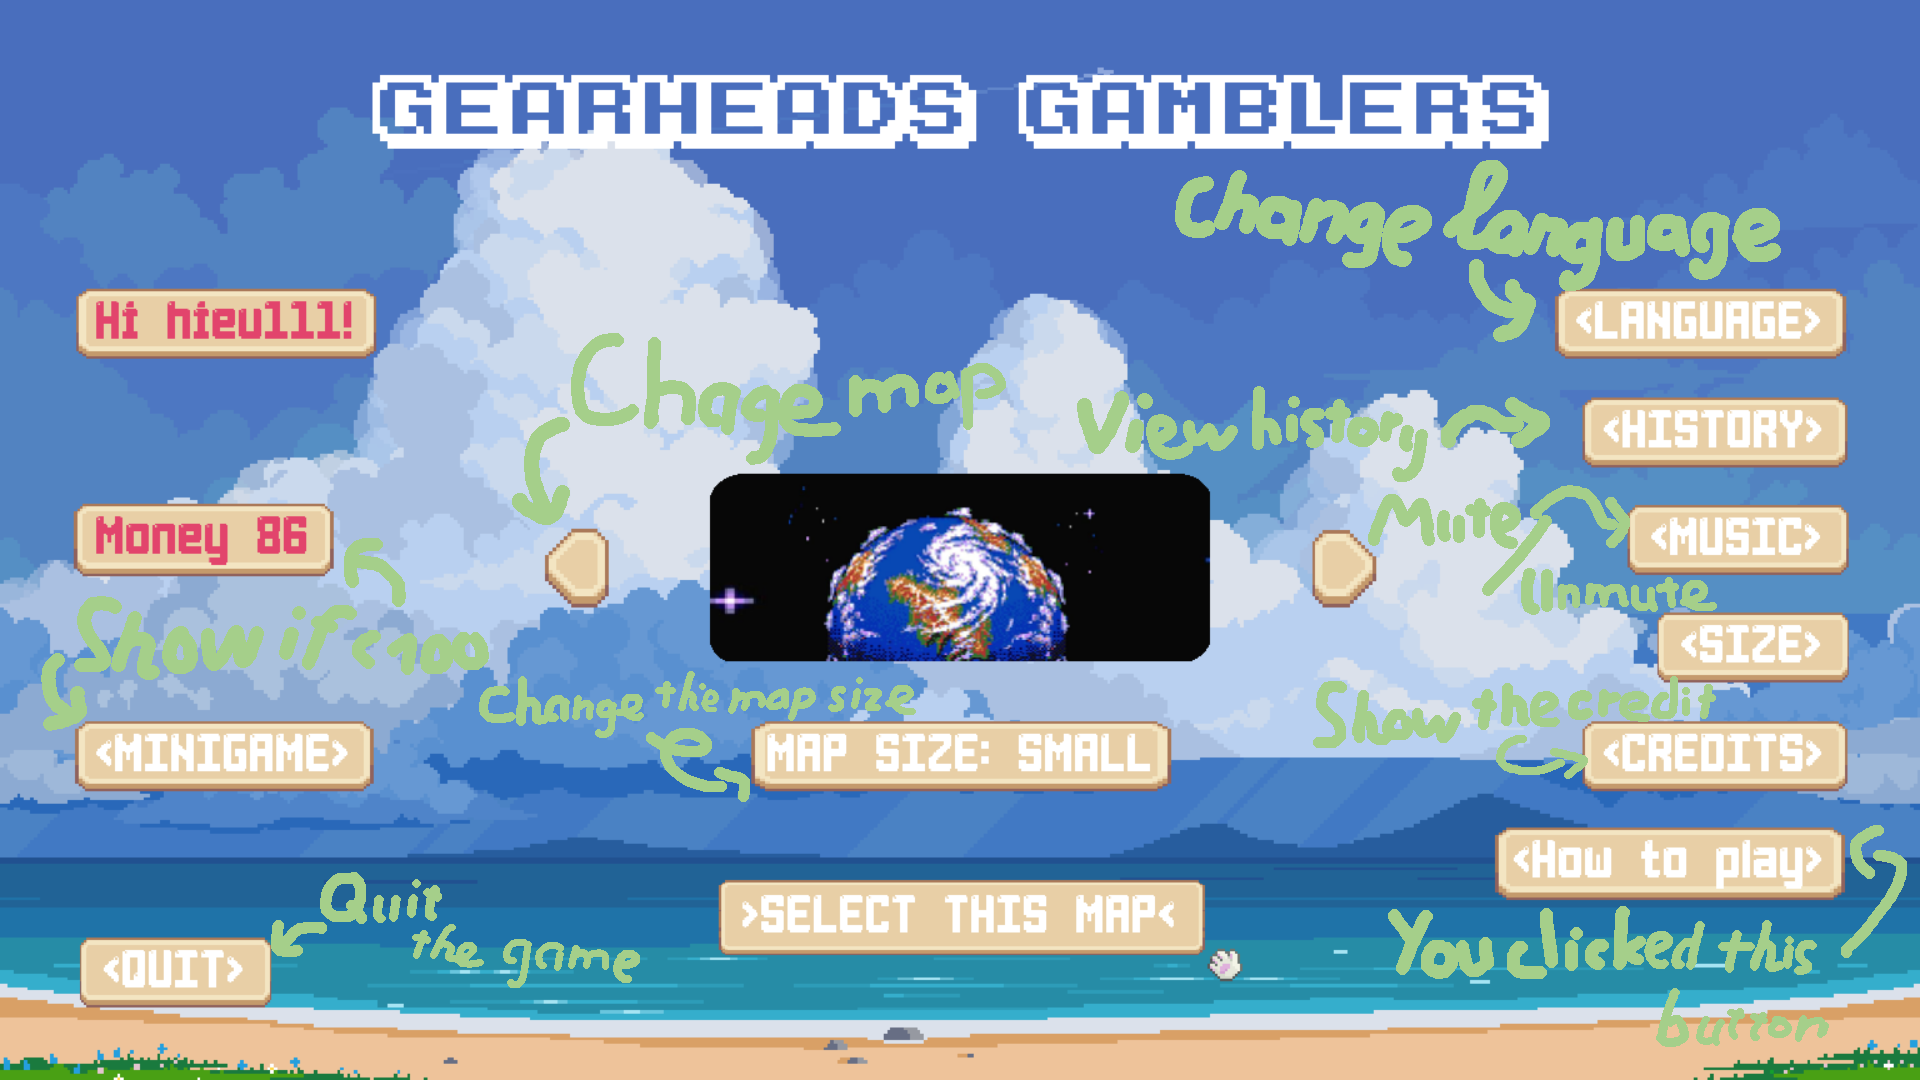 GEARHEADS GAMBLERS
Change language
Hi hieu111!
<LANGUAGE>
Chage map
View history
<HISTORY>
Money 86
Mute/
Unmute
<MUSIC>
Show if <100
<SIZE>
Change the map size
Show the credit
<MINIGAME>
MAP SIZE: SMALL
<CREDITS>
<How to play>
Quit
the game
>SELECT THIS MAP<
You clicked this
button
<QUIT>